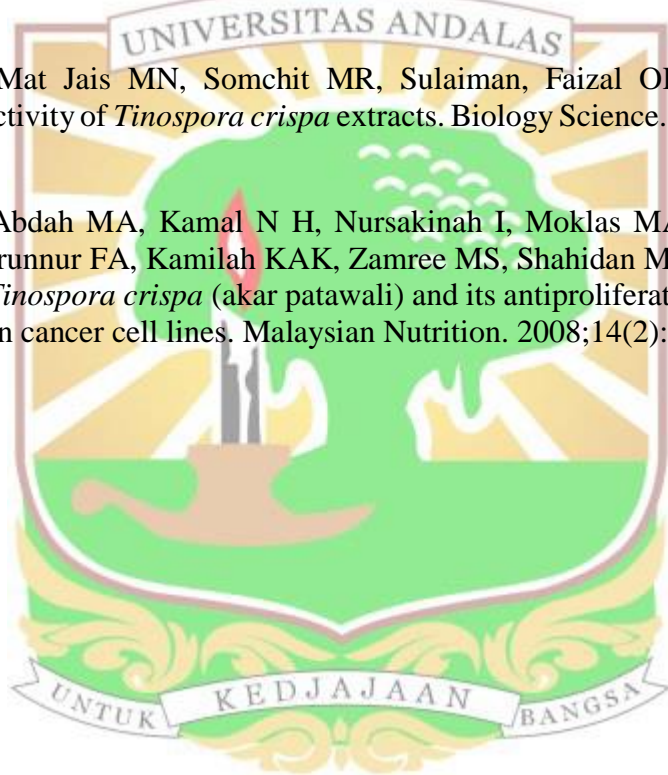 UNIVERSITAS ANDALAS
Mat Jais MN, Somchit MR, Sulaiman, Faizal
ctivity of Tinospora crispa extracts. Biology Science.
Abdah MA, Kamal N H, Nursakinah I, Moklas
runnur FA, Kamilah KAK, Zamree MS, Shahidan
Tinospora crispa (akar patawali) and its antiproliferat
n cancer cell lines. Malaysian Nutrition. 2008;14(2):
UNTUK KEDJAJAAN BANGSA